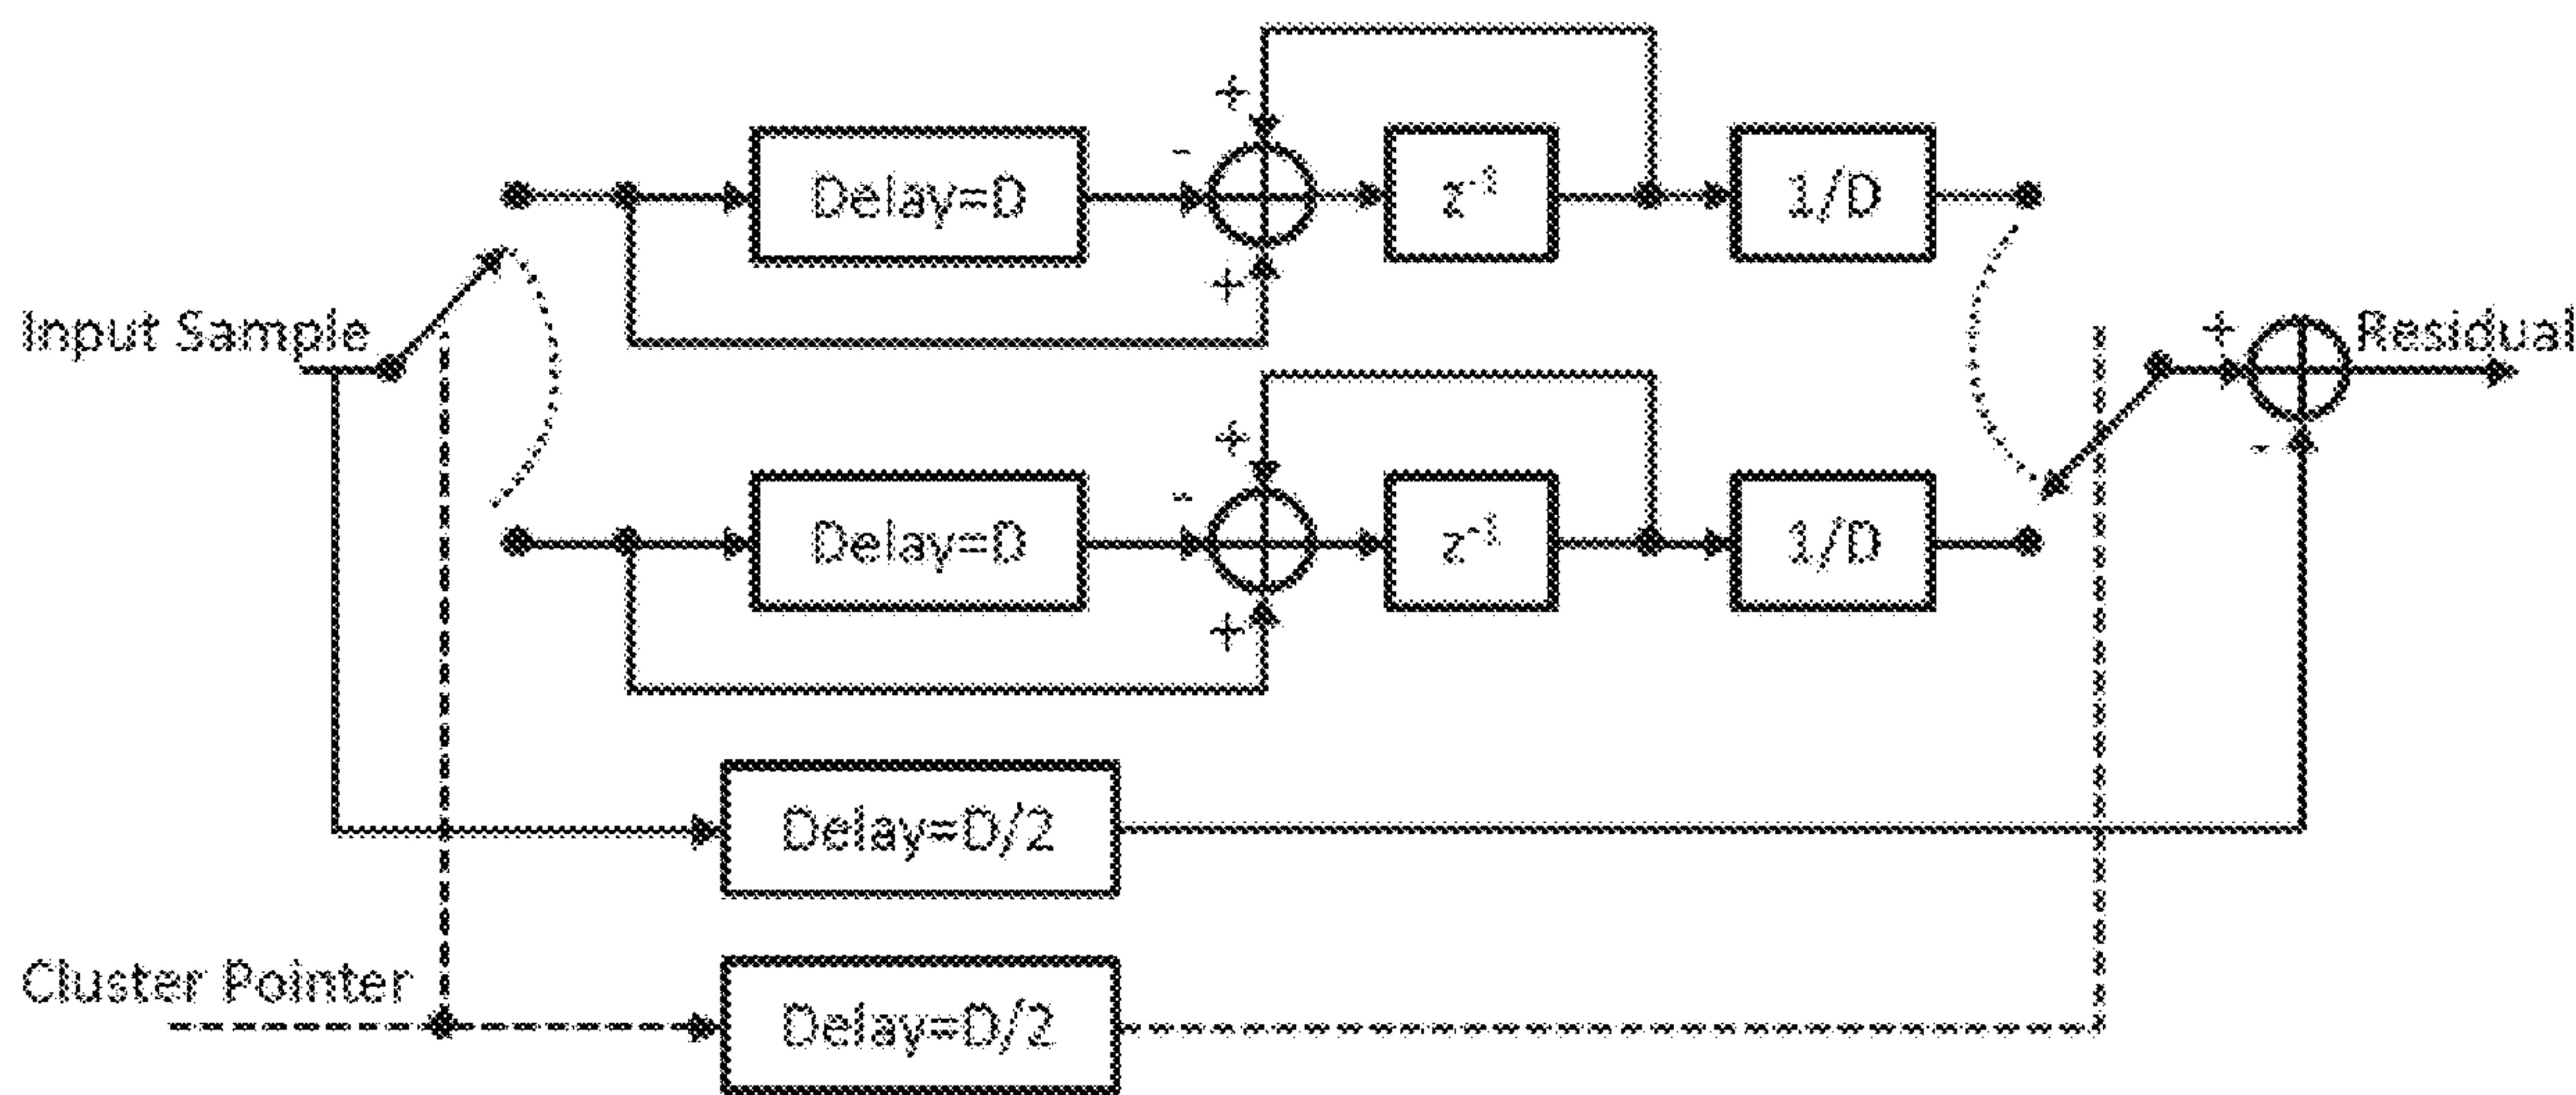 +
-
Delay=D
z⁻¹
1/D
+
Input Sample
+
Residual
+
-
-
Delay=D
z⁻¹
1/D
+
Delay=D/2
Cluster Pointer
Delay=D/2